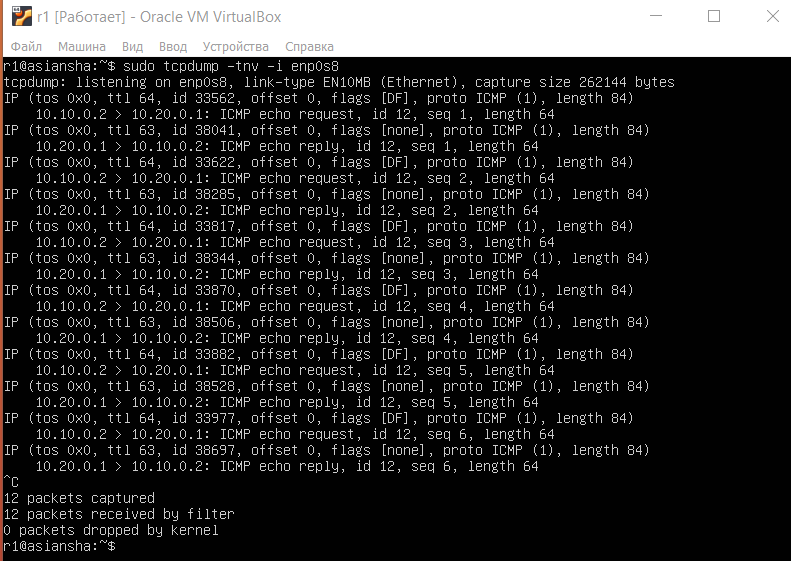 r1 [Работает] - Oracle VM VirtualBox
Файл Машина Вид Ввод Устройства Справка
r1@asiansha:~$ sudo tcpdump -tnv -i enp0s8
tcpdump: listening on enp0s8, link-type EN10MB (Ethernet), capture size 262144 bytes
IP (tos 0x0, ttl 64, id 33562, offset 0, flags [DF], proto ICMP (1), length 84)
    10.10.0.2 > 10.20.0.1: ICMP echo request, id 12, seq 1, length 64
IP (tos 0x0, ttl 63, id 38041, offset 0, flags [none], proto ICMP (1), length 84)
    10.20.0.1 > 10.10.0.2: ICMP echo reply, id 12, seq 1, length 64
IP (tos 0x0, ttl 64, id 33622, offset 0, flags [DF], proto ICMP (1), length 84)
    10.10.0.2 > 10.20.0.1: ICMP echo request, id 12, seq 2, length 64
IP (tos 0x0, ttl 63, id 38285, offset 0, flags [none], proto ICMP (1), length 84)
    10.20.0.1 > 10.10.0.2: ICMP echo reply, id 12, seq 2, length 64
IP (tos 0x0, ttl 64, id 33817, offset 0, flags [DF], proto ICMP (1), length 84)
    10.10.0.2 > 10.20.0.1: ICMP echo request, id 12, seq 3, length 64
IP (tos 0x0, ttl 63, id 38344, offset 0, flags [none], proto ICMP (1), length 84)
    10.20.0.1 > 10.10.0.2: ICMP echo reply, id 12, seq 3, length 64
IP (tos 0x0, ttl 64, id 33870, offset 0, flags [DF], proto ICMP (1), length 84)
    10.10.0.2 > 10.20.0.1: ICMP echo request, id 12, seq 4, length 64
IP (tos 0x0, ttl 63, id 38506, offset 0, flags [none], proto ICMP (1), length 84)
    10.20.0.1 > 10.10.0.2: ICMP echo reply, id 12, seq 4, length 64
IP (tos 0x0, ttl 64, id 33882, offset 0, flags [DF], proto ICMP (1), length 84)
    10.10.0.2 > 10.20.0.1: ICMP echo request, id 12, seq 5, length 64
IP (tos 0x0, ttl 63, id 38528, offset 0, flags [none], proto ICMP (1), length 84)
    10.20.0.1 > 10.10.0.2: ICMP echo reply, id 12, seq 5, length 64
IP (tos 0x0, ttl 64, id 33977, offset 0, flags [DF], proto ICMP (1), length 84)
    10.10.0.2 > 10.20.0.1: ICMP echo request, id 12, seq 6, length 64
IP (tos 0x0, ttl 63, id 38697, offset 0, flags [none], proto ICMP (1), length 84)
    10.20.0.1 > 10.10.0.2: ICMP echo reply, id 12, seq 6, length 64
^C
12 packets captured
12 packets received by filter
0 packets dropped by kernel
r1@asiansha:~$